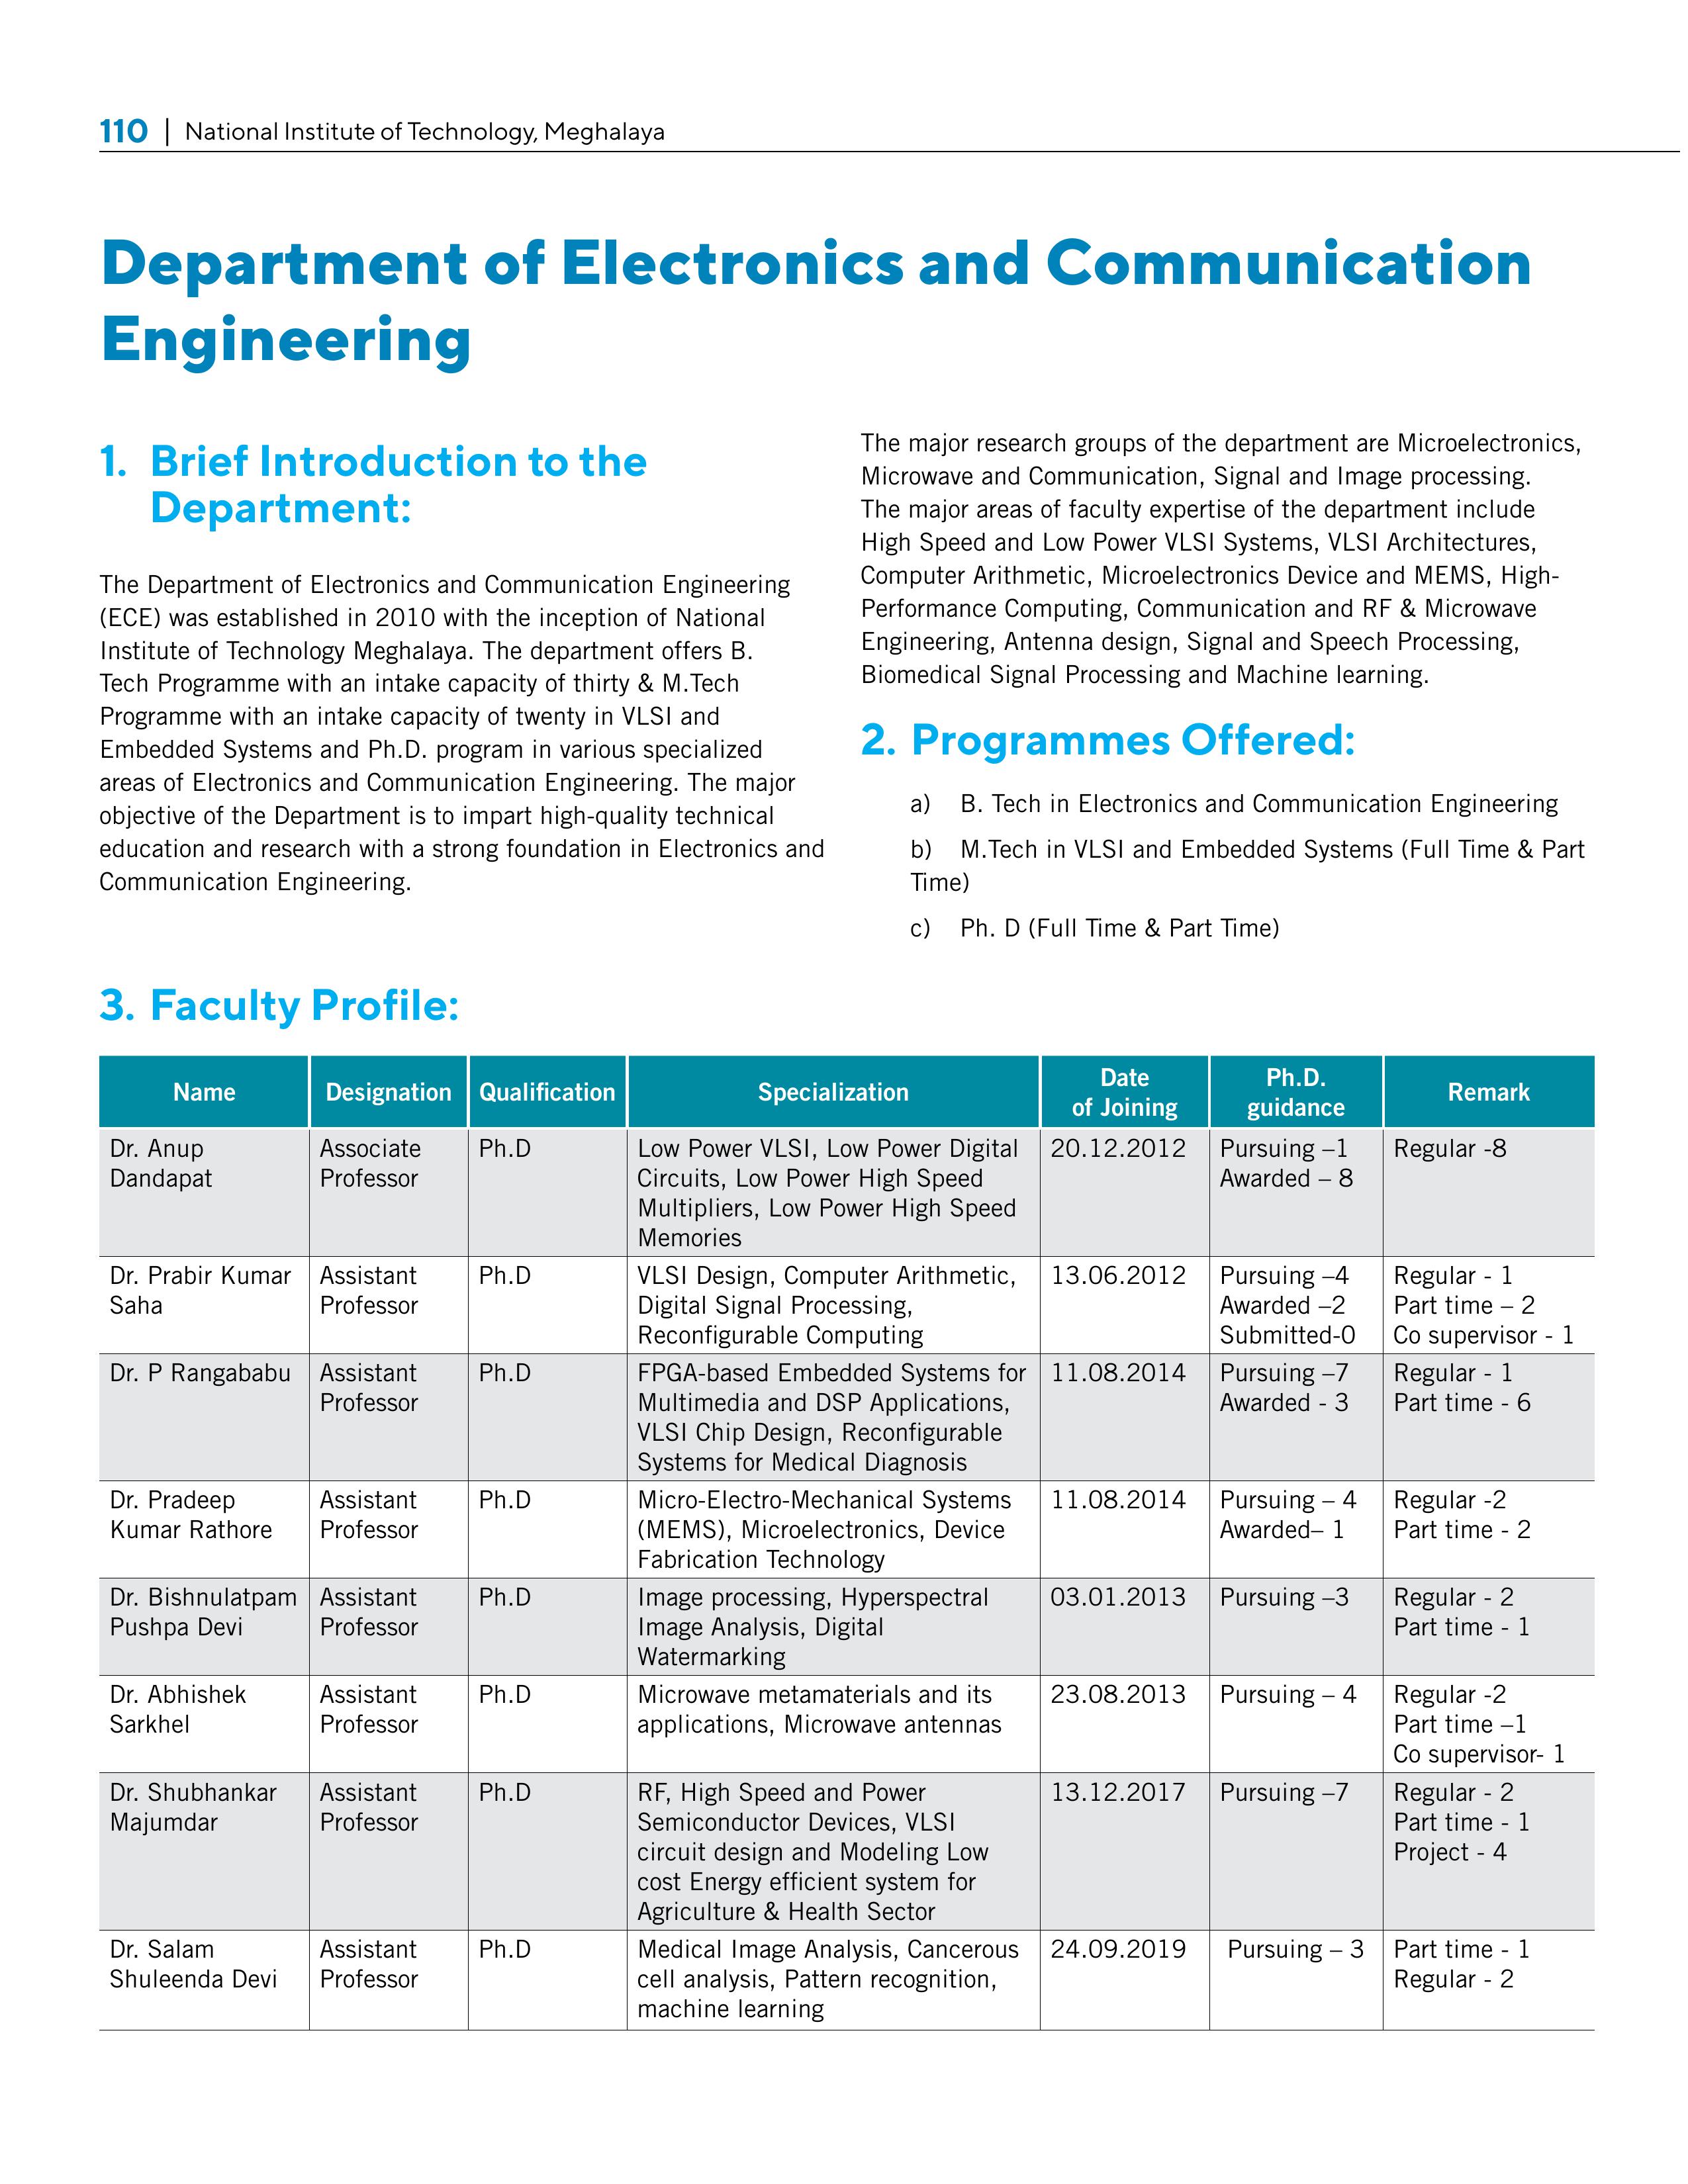 110 | National Institute of Technology, Meghalaya
Department of Electronics and Communication
Engineering
1. Brief Introduction to the
Department:
The Department of Electronics and Communication Engineering
(ECE) was established in 2010 with the inception of National
Institute of Technology Meghalaya. The department offers B.
Tech Programme with an intake capacity of thirty & M.Tech
Programme with an intake capacity of twenty in VLSI and
Embedded Systems and Ph.D. program in various specialized
areas of Electronics and Communication Engineering. The major
objective of the Department is to impart high-quality technical
education and research with a strong foundation in Electronics and
Communication Engineering.
The major research groups of the department are Microelectronics,
Microwave and Communication, Signal and Image processing.
The major areas of faculty expertise of the department include
High Speed and Low Power VLSI Systems, VLSI Architectures,
Computer Arithmetic, Microelectronics Device and MEMS, High-
Performance Computing, Communication and RF & Microwave
Engineering, Antenna design, Signal and Speech Processing,
Biomedical Signal Processing and Machine learning.
2. Programmes Offered:
a) B. Tech in Electronics and Communication Engineering
b) M.Tech in VLSI and Embedded Systems (Full Time & Part
Time)
c) Ph. D (Full Time & Part Time)
3. Faculty Profile:
Name
Designation
Qualification
Specialization
Date
of Joining
Ph.D.
guidance
Remark
Dr. Anup
Dandapat
Associate
Professor
Ph.D
Low Power VLSI, Low Power Digital
Circuits, Low Power High Speed
Multipliers, Low Power High Speed
Memories
20.12.2012
Pursuing –1
Awarded – 8
Regular -8
Dr. Prabir Kumar
Saha
Assistant
Professor
Ph.D
VLSI Design, Computer Arithmetic,
Digital Signal Processing,
Reconfigurable Computing
13.06.2012
Pursuing –4
Awarded –2
Submitted-0
Regular - 1
Part time – 2
Co supervisor - 1
Dr. P Rangababu
Assistant
Professor
Ph.D
FPGA-based Embedded Systems for
Multimedia and DSP Applications,
VLSI Chip Design, Reconfigurable
Systems for Medical Diagnosis
11.08.2014
Pursuing –7
Awarded - 3
Regular - 1
Part time - 6
Dr. Pradeep
Kumar Rathore
Assistant
Professor
Ph.D
Micro-Electro-Mechanical Systems
(MEMS), Microelectronics, Device
Fabrication Technology
11.08.2014
Pursuing – 4
Awarded– 1
Regular -2
Part time - 2
Dr. Bishnulatpam
Pushpa Devi
Assistant
Professor
Ph.D
Image processing, Hyperspectral
Image Analysis, Digital
Watermarking
03.01.2013
Pursuing –3
Regular - 2
Part time - 1
Dr. Abhishek
Sarkhel
Assistant
Professor
Ph.D
Microwave metamaterials and its
applications, Microwave antennas
23.08.2013
Pursuing – 4
Regular -2
Part time –1
Co supervisor- 1
Dr. Shubhankar
Majumdar
Assistant
Professor
Ph.D
RF, High Speed and Power
Semiconductor Devices, VLSI
circuit design and Modeling Low
cost Energy efficient system for
Agriculture & Health Sector
13.12.2017
Pursuing –7
Regular - 2
Part time - 1
Project - 4
Dr. Salam
Shuleenda Devi
Assistant
Professor
Ph.D
Medical Image Analysis, Cancerous
cell analysis, Pattern recognition,
machine learning
24.09.2019
Pursuing – 3
Part time - 1
Regular - 2